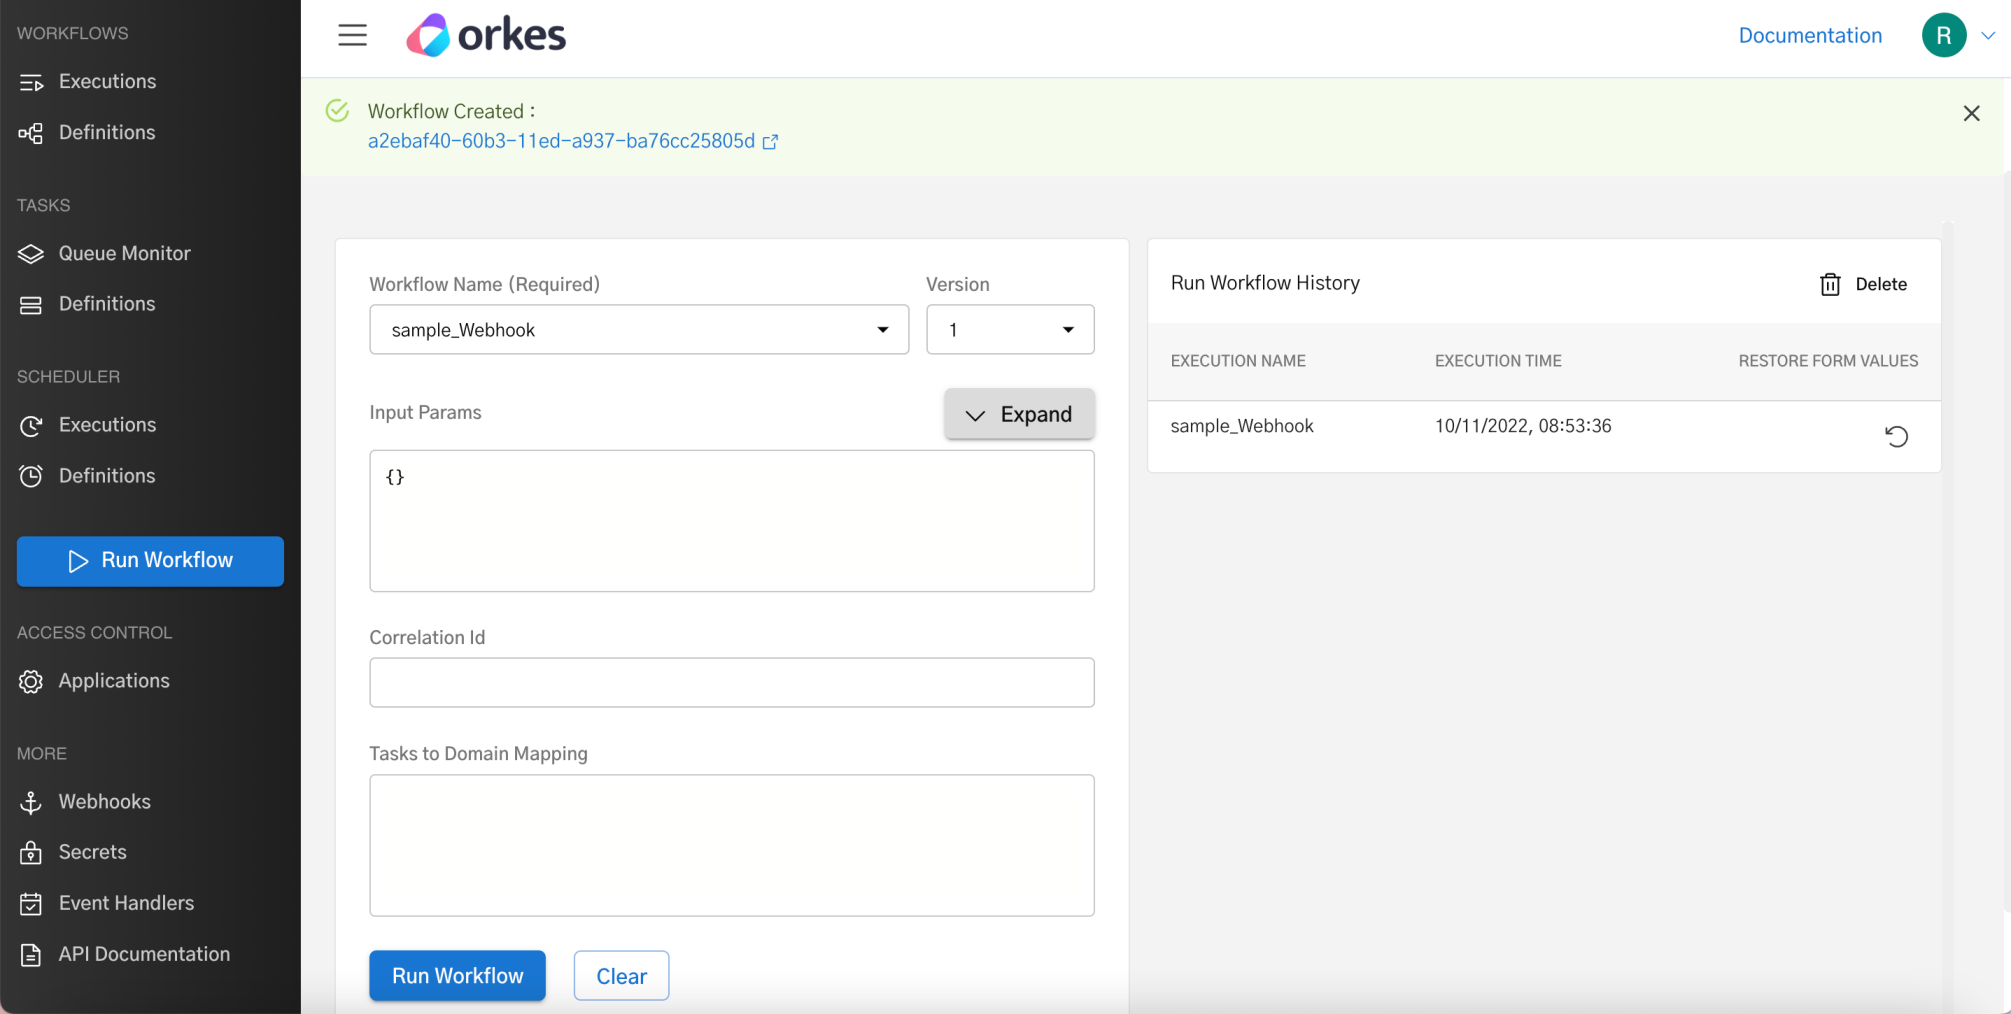 WORKFLOWS
Executions
Definitions
TASKS
Queue Monitor
Definitions
SCHEDULER
Executions
Definitions
Run Workflow
ACCESS CONTROL
Applications
MORE
Webhooks
Secrets
Event Handlers
API Documentation
orkes
Documentation
R
Workflow Created :
a2ebaf40-60b3-11ed-a937-ba76cc25805d
Workflow Name (Required)
Version
sample_Webhook
1
Input Params
Expand
{}
Correlation Id
Tasks to Domain Mapping
Run Workflow
Clear
Run Workflow History
Delete
EXECUTION NAME
EXECUTION TIME
RESTORE FORM VALUES
sample_Webhook
10/11/2022, 08:53:36